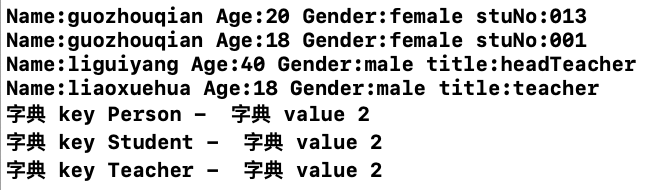 Name:guozhouqian Age:20 Gender:female stuNo:013
Name:guozhouqian Age:18 Gender:female stuNo:001
Name:liguiyang Age:40 Gender:male title:headTeacher
Name:liaoxuehua Age:18 Gender:male title:teacher
字典 key Person -  字典 value 2
字典 key Student -  字典 value 2
字典 key Teacher -  字典 value 2